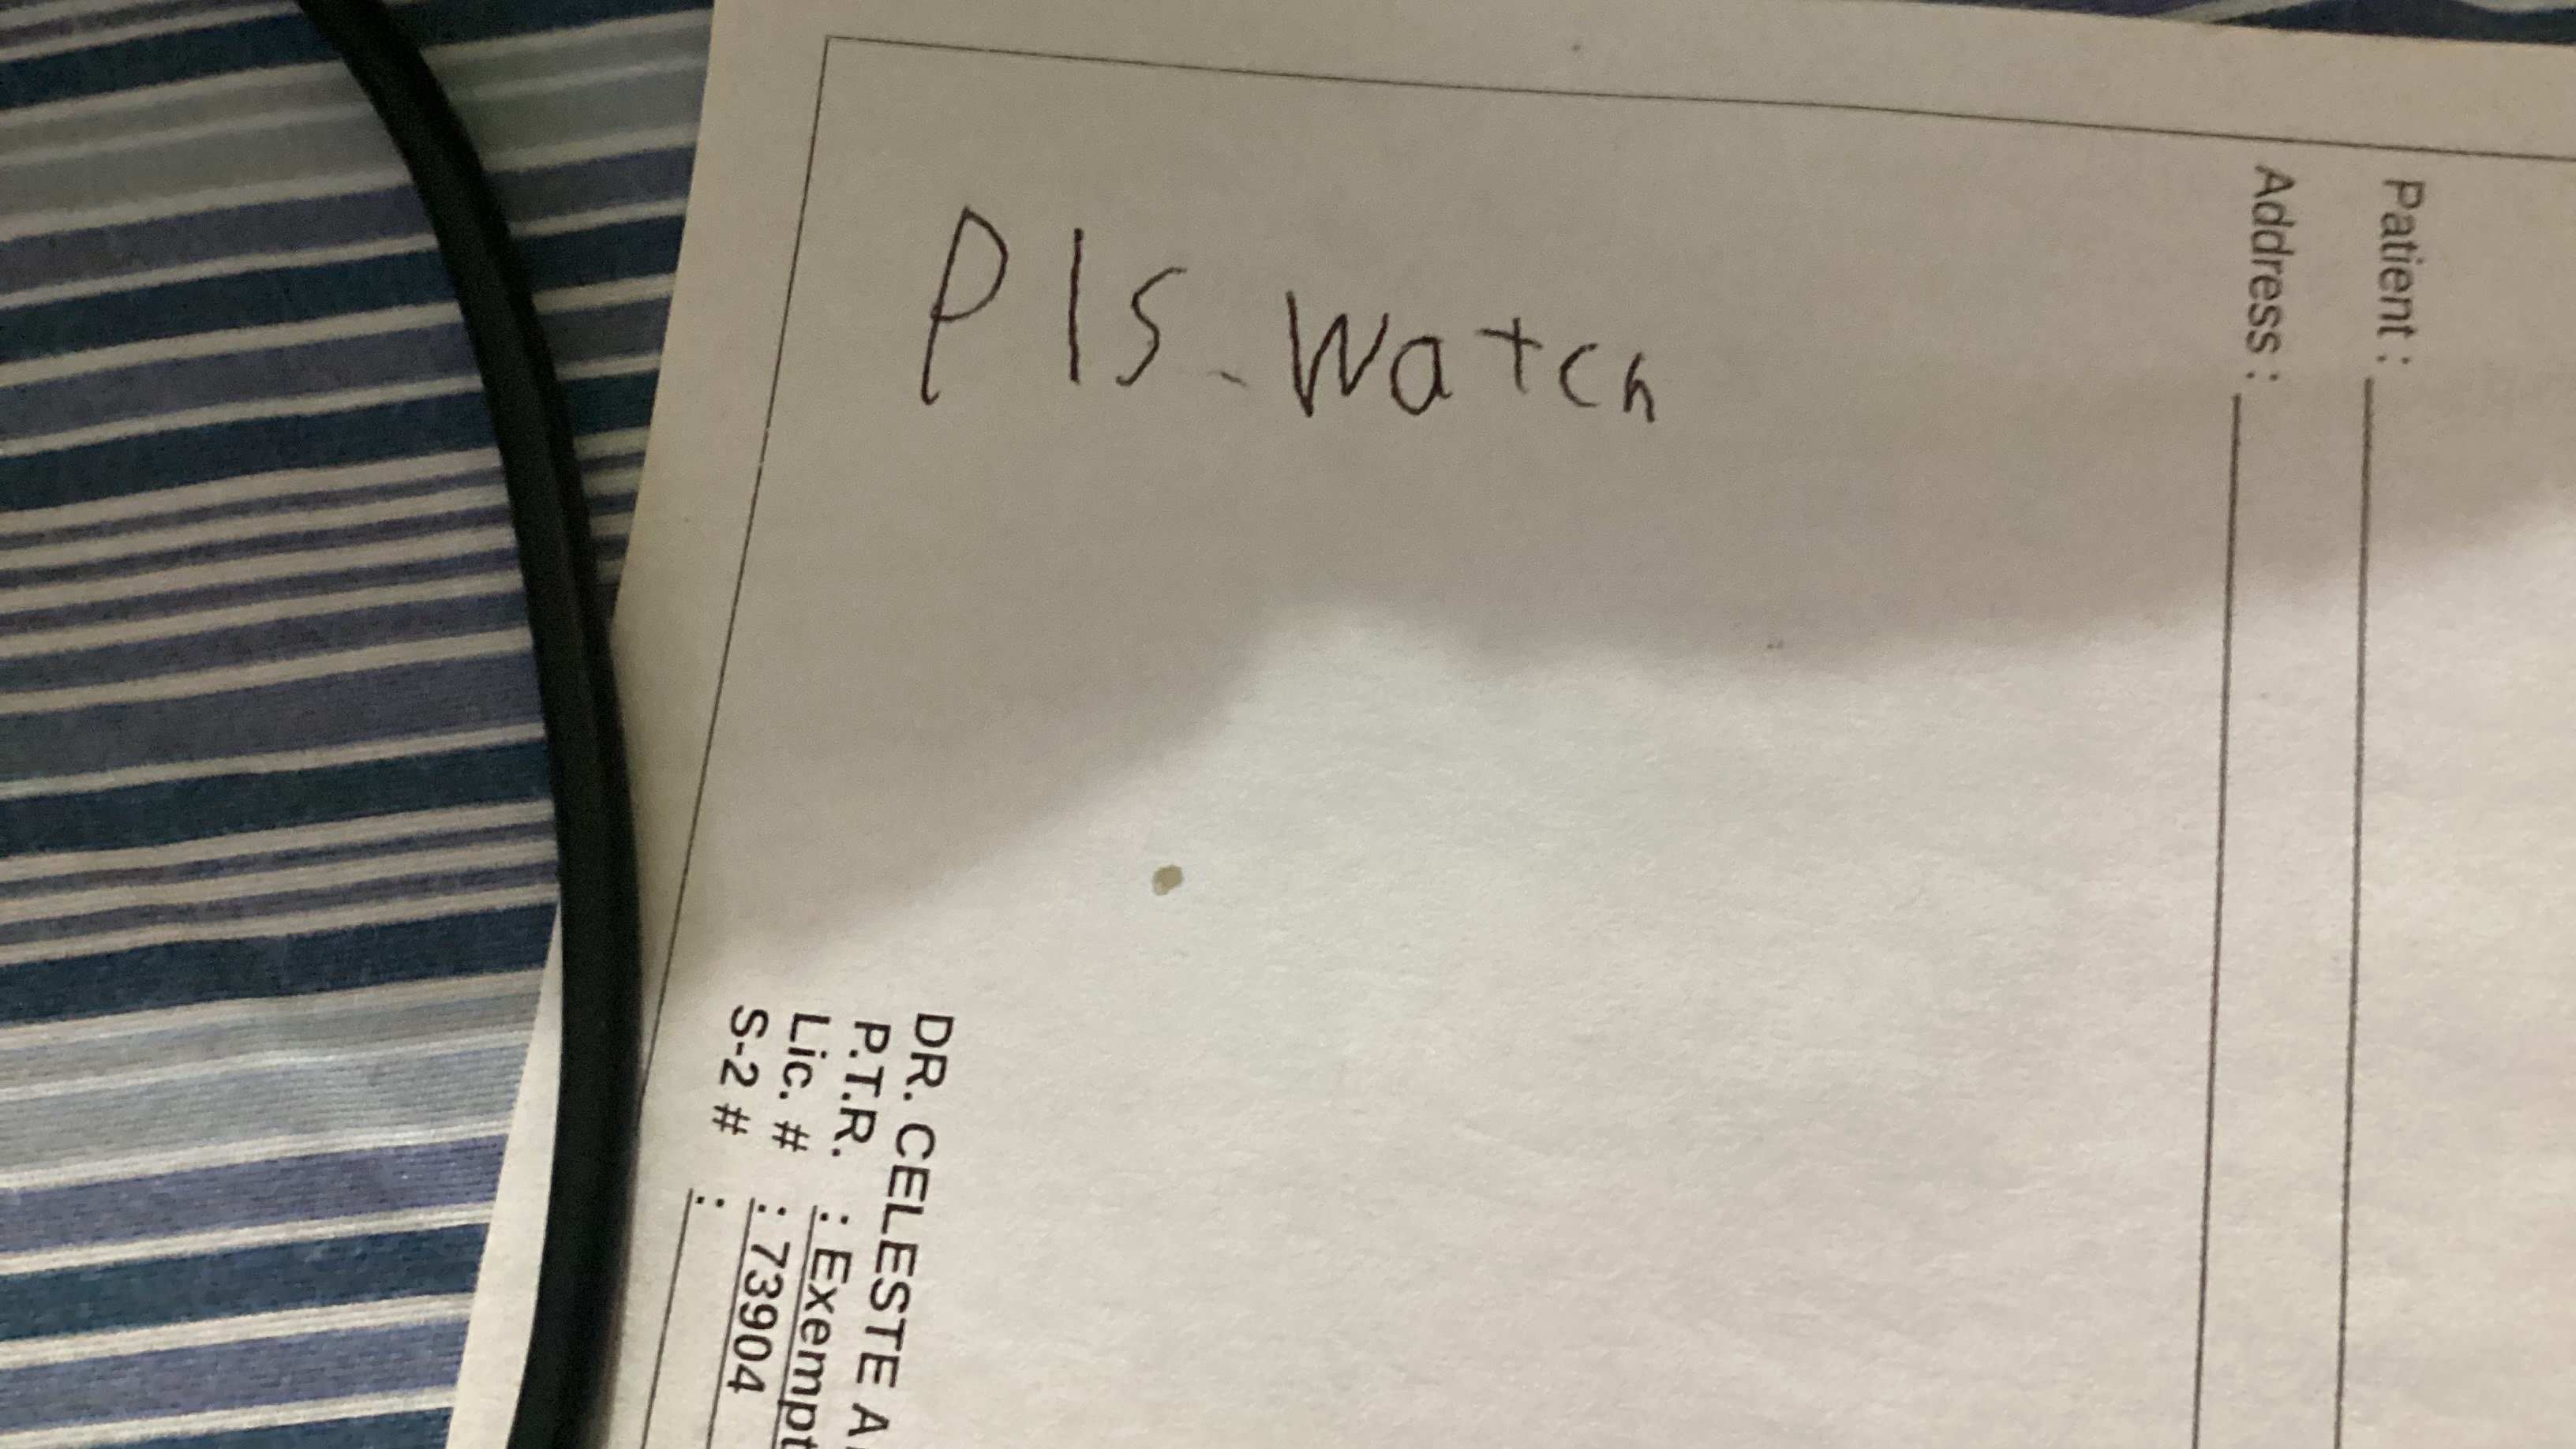 Pls. Watch
Patient :
Address :
DR. CELESTE
P.T.R. : Exempt
Lic. # : 73904
S-2 # :